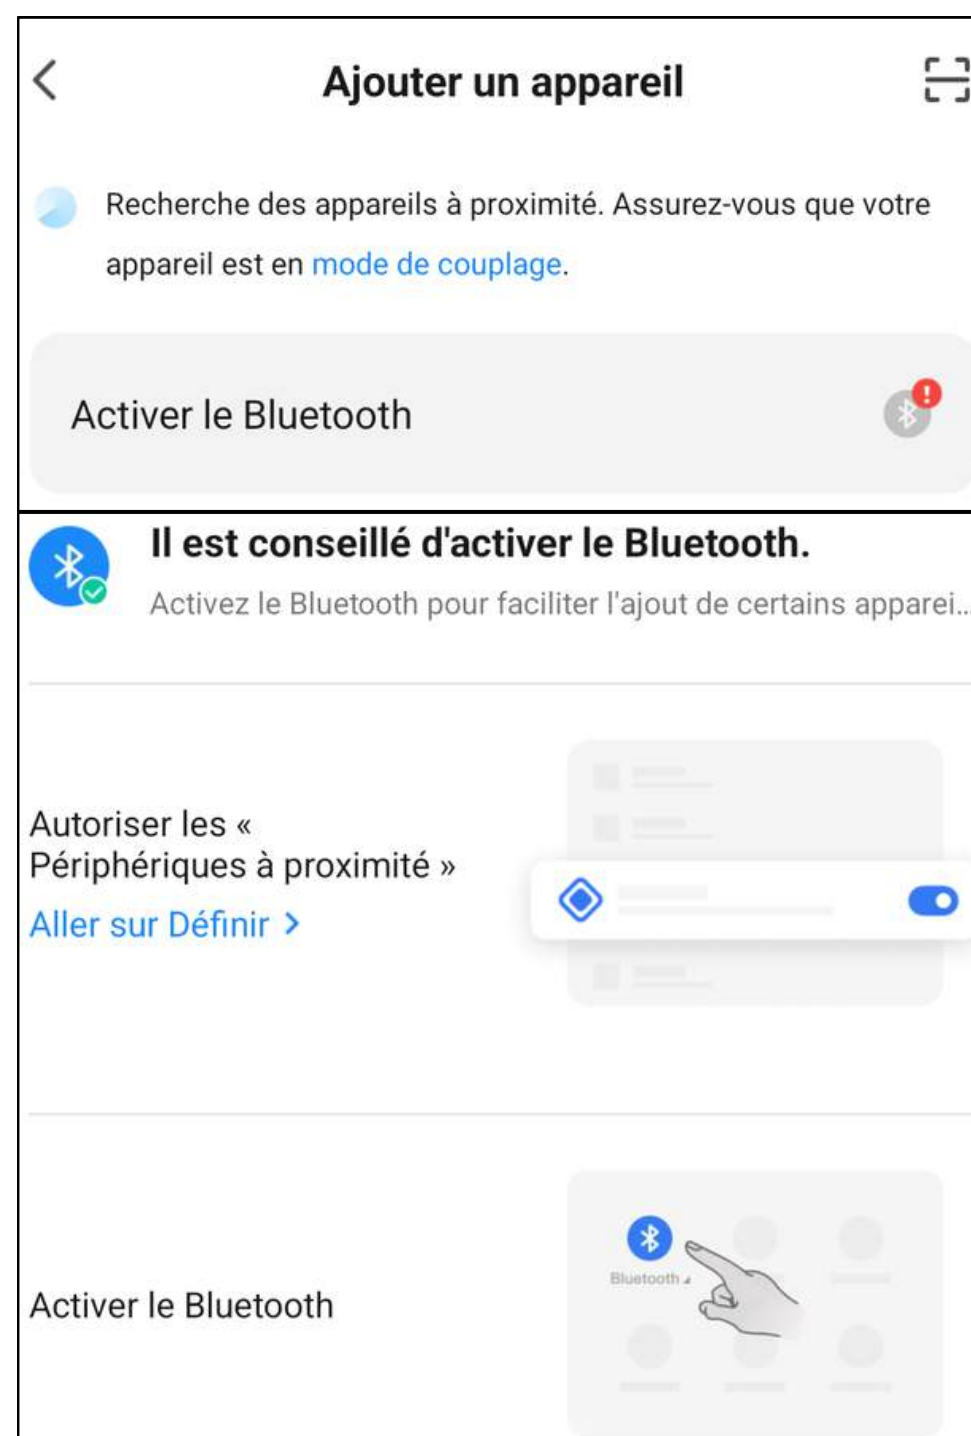 Ajouter un appareil
Recherche des appareils à proximité. Assurez-vous que votre
appareil est en mode de couplage.
Activer le Bluetooth
Il est conseillé d'activer le Bluetooth.
Activez le Bluetooth pour faciliter l'ajout de certains apparei...
Autoriser les «
Périphériques à proximité »
Aller sur Définir >
Bluetooth
Activer le Bluetooth